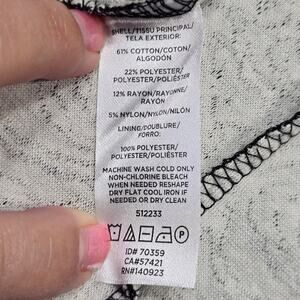 SHELL/TISSU PRINCIPAL/
TELA EXTERIOR:
61% COTTON/COTON/
ALGODÓN
22% POLYESTER/
POLYESTER/POLIÉSTER
12% RAYON/RAYONNE/
RAYÓN
5% NYLON/NYLON/NILÓN
LINING/DOUBLURE/
FORRO:
100% POLYESTER/
POLYESTER/POLIÉSTER
MACHINE WASH COLD ONLY
NON-CHLORINE BLEACH
WHEN NEEDED RESHAPE
DRY FLAT COOL IRON IF
NEEDED OR DRY CLEAN
512233
P
ID# 70359
CA#57421
RN#140923